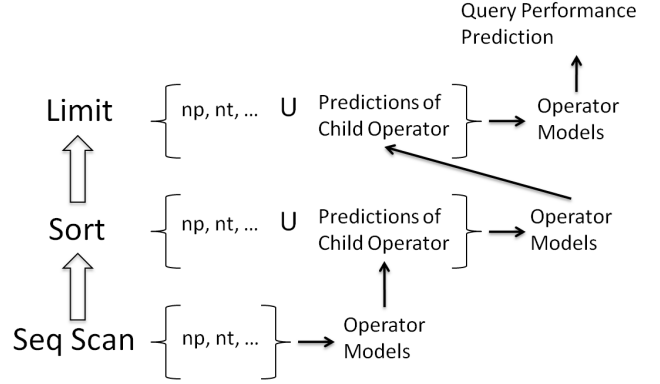 Query Performance
Prediction
Limit
np, nt, ... U
Predictions of
Child Operator
Operator
Models
Sort
np, nt, ... U
Predictions of
Child Operator
Operator
Models
Seq Scan
np, nt, ...
Operator
Models